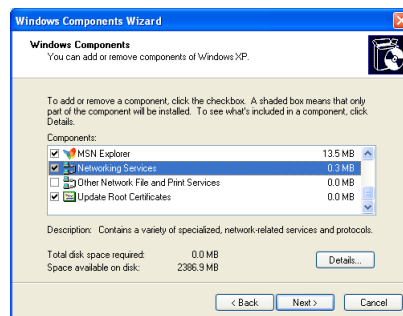 Windows Components Wizard
Windows Components
You can add or remove components of Windows XP.
To add or remove a component, click the checkbox. A shaded box means that only
part of the component will be installed. To see what's included in a component, click
Details.
Components:
MSN Explorer 13.5 MB
Networking Services 0.3 MB
Other Network File and Print Services 0.0 MB
Update Root Certificates 0.0 MB
Description: Contains a variety of specialized, network-related services and protocols.
Total disk space required: 0.0 MB
Space available on disk: 2386.9 MB
Details...
< Back Next > Cancel